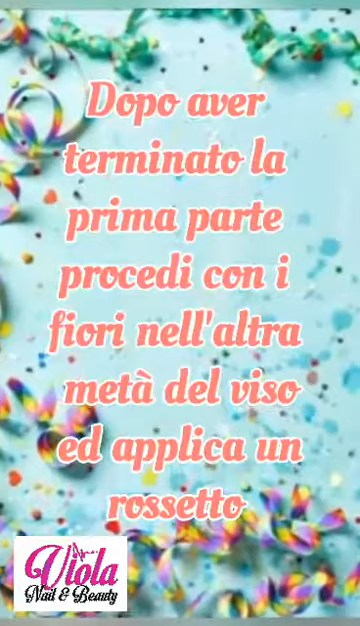 Dopo aver
terminato la
prima parte
procedi con i
fiori nell'altra
metà del viso
ed applica un
rossetto
Viola
Nail & Beauty